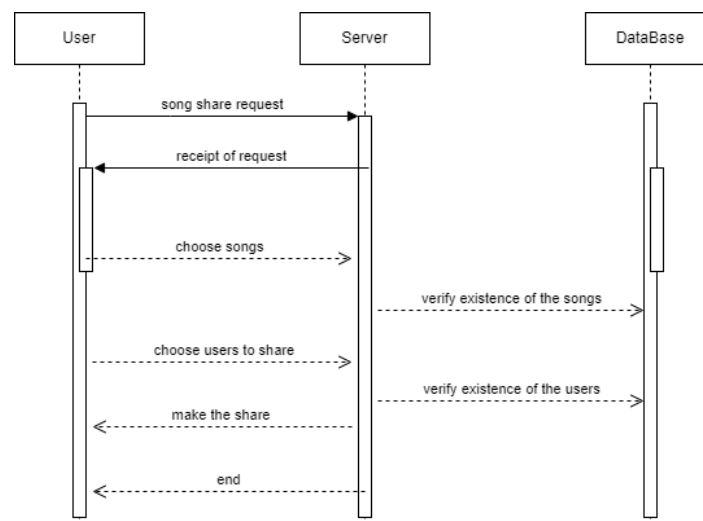 User
Server
DataBase
song share request
receipt of request
choose songs
verify existence of the songs
choose users to share
verify existence of the users
make the share
end